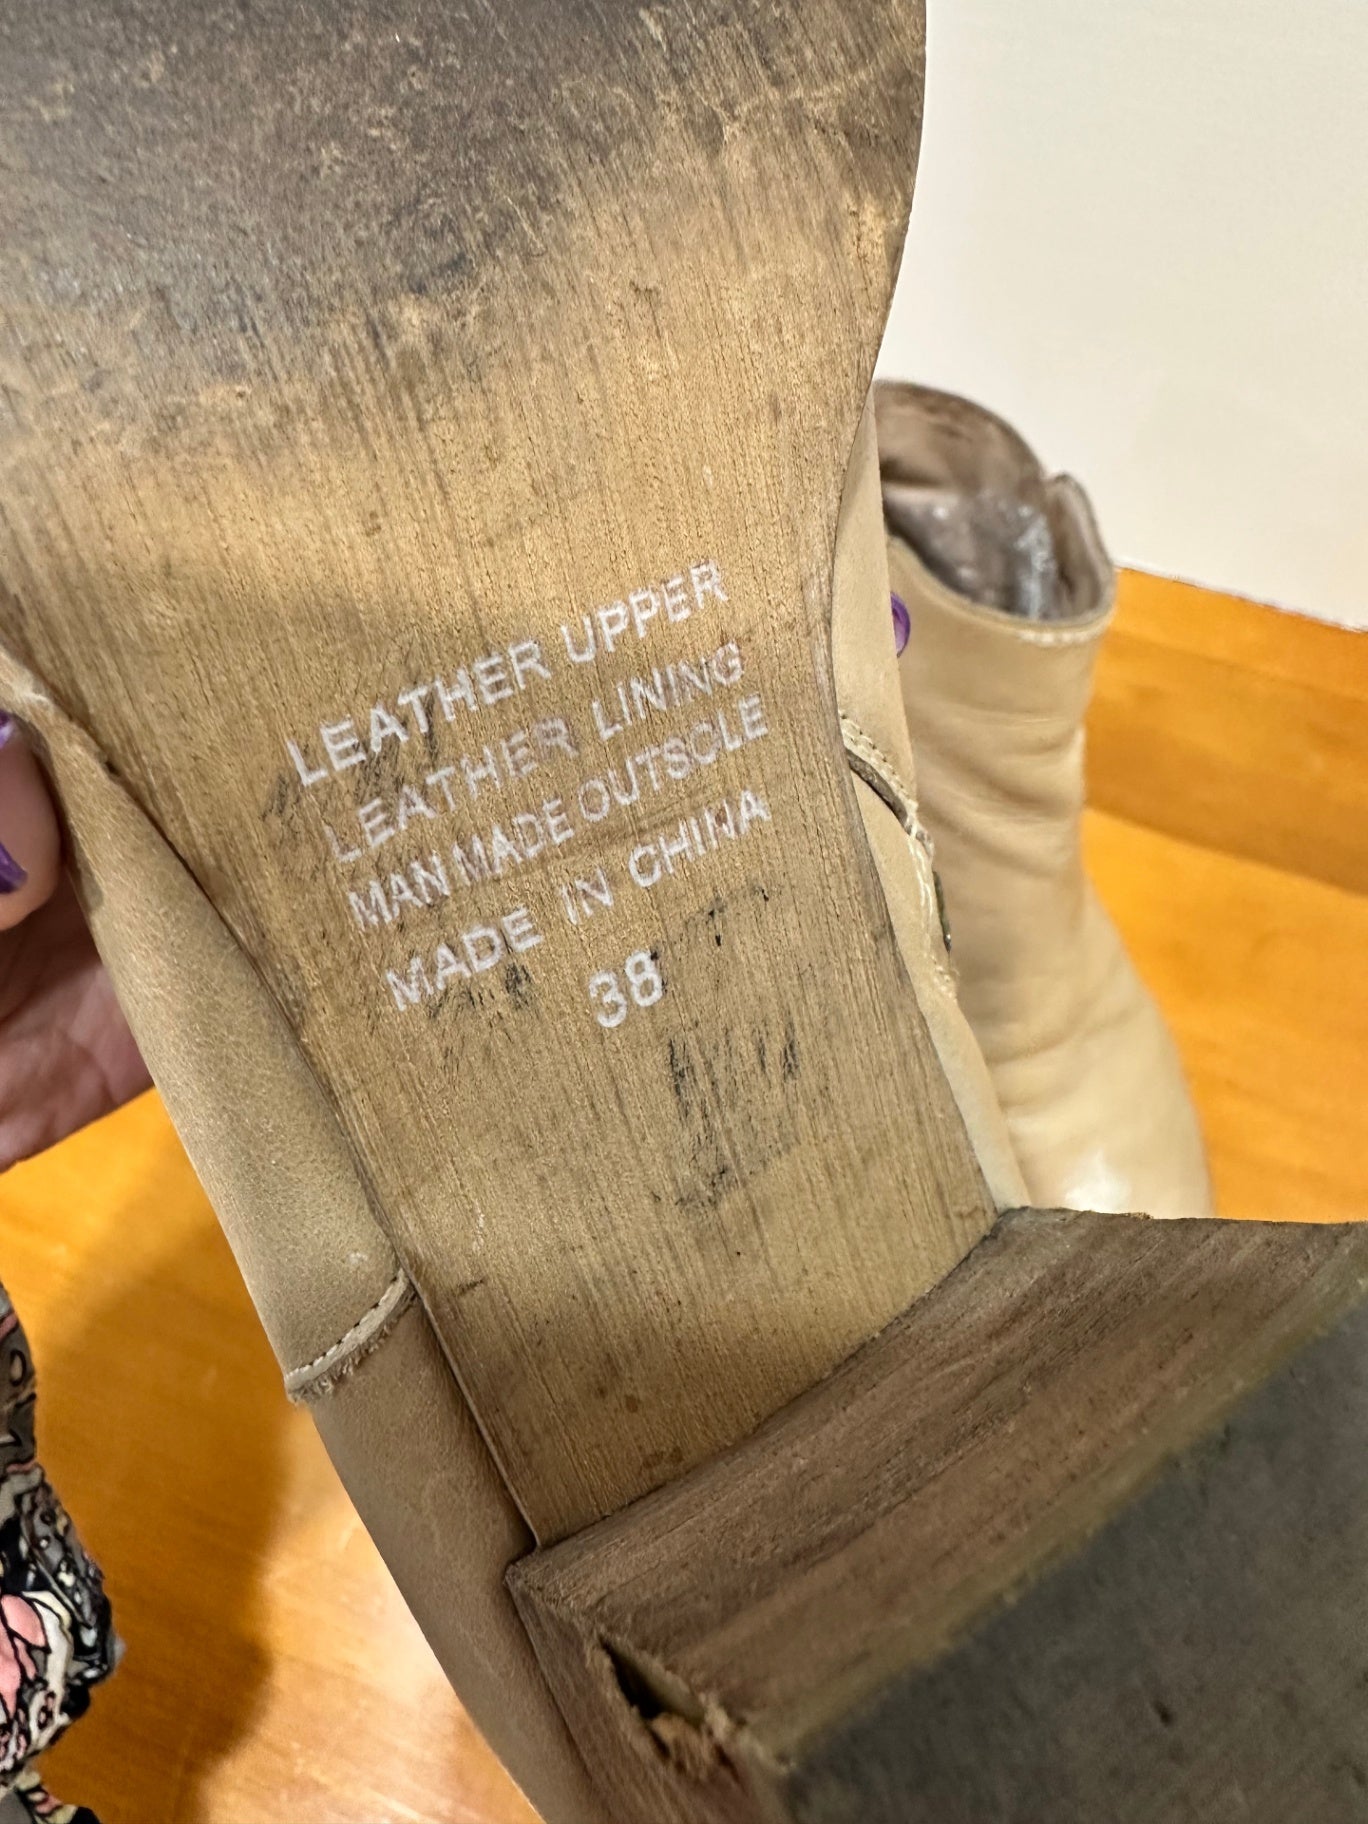 LEATHER UPPER
LEATHER LINING
MAN MADE OUTSOLE
MADE IN CHINA
38